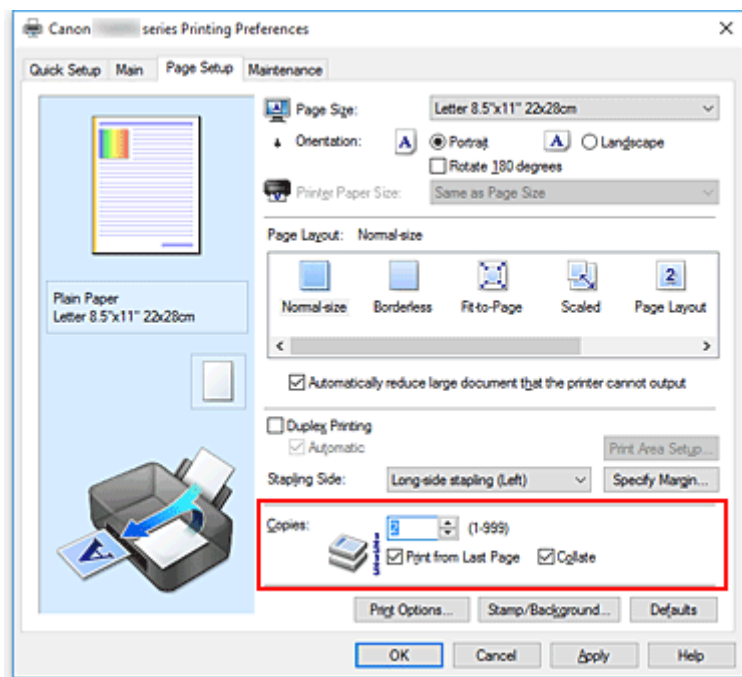 Canon series Printing Preferences
Quick Setup Main Page Setup Maintenance
Page Size: Letter 8.5"x11" 22x28cm
Orientation: A Portrait A Landscape
Rotate 180 degrees
Printer Paper Size: Same as Page Size
Page Layout: Normal-size
2
Normal-size Borderless Fit-to-Page Scaled Page Layout
Plain Paper
Letter 8.5"x11" 22x28cm
Automatically reduce large document that the printer cannot output
Duplex Printing
Automatic Print Area Setup...
Stapling Side: Long-side stapling (Left) Specify Margin...
Copies: 2 (1-999)
Print from Last Page Collate
A
Print Options... Stamp/Background... Defaults
OK Cancel Apply Help